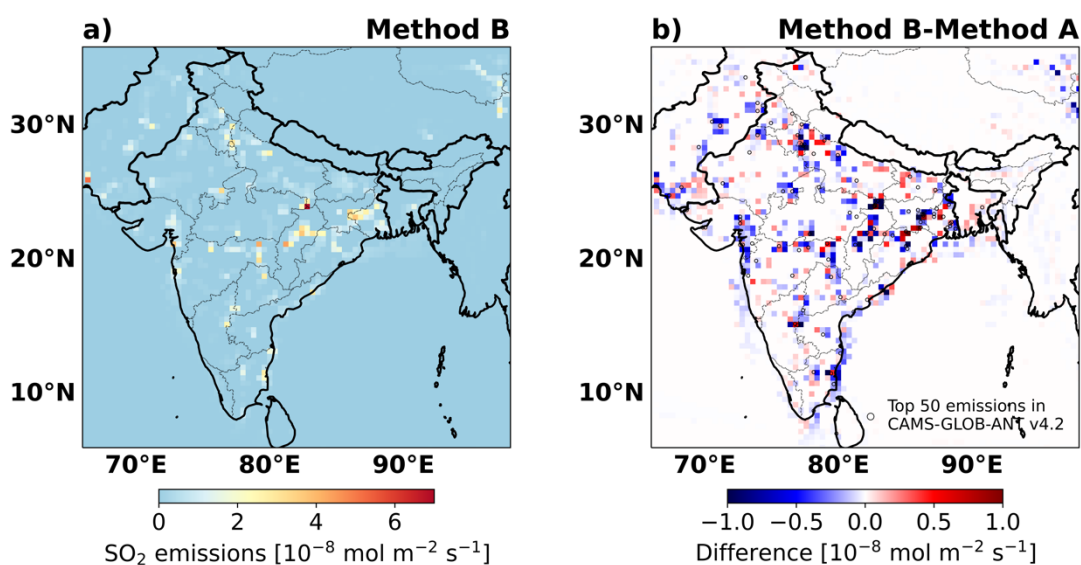 a) Method B
b) Method B-Method A
30°N
20°N
10°N
70°E 80°E 90°E
30°N
20°N
10°N
70°E 80°E 90°E
Top 50 emissions in
CAMS-GLOB-ANT v4.2
0 2 4 6
SO₂ emissions [10⁻⁸ mol m⁻² s⁻¹]
−1.0 −0.5 0.0 0.5 1.0
Difference [10⁻⁸ mol m⁻² s⁻¹]